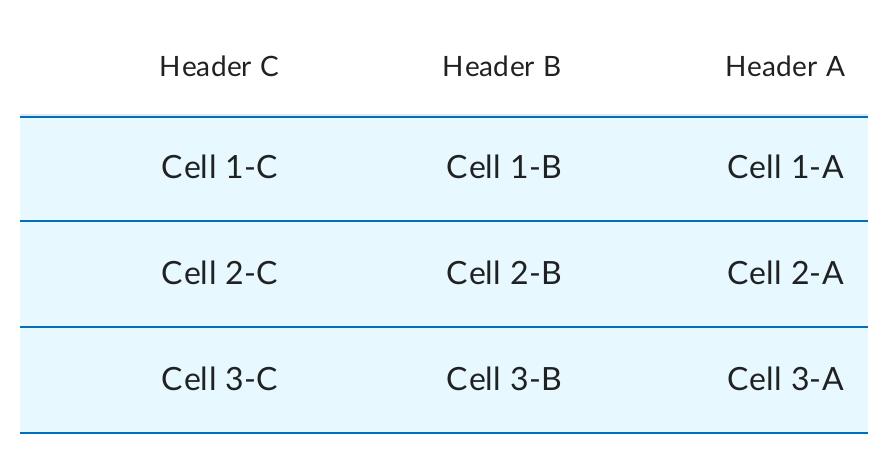 Header C Header B Header A
Cell 1-C Cell 1-B Cell 1-A
Cell 2-C Cell 2-B Cell 2-A
Cell 3-C Cell 3-B Cell 3-A